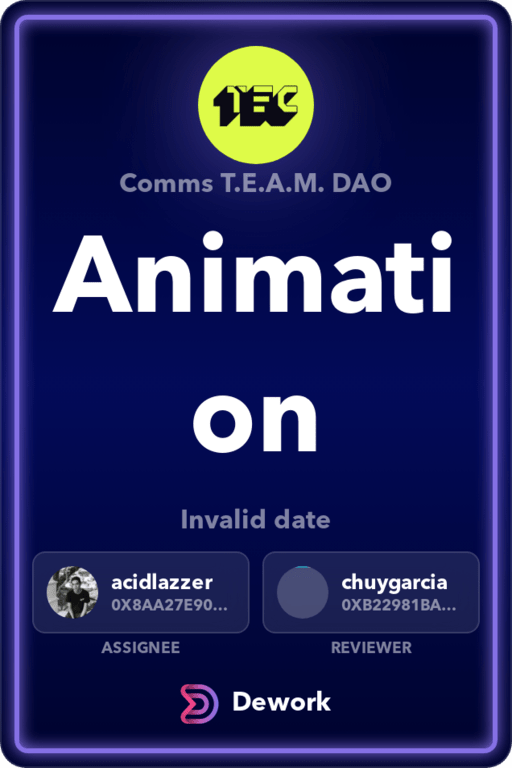 TEC
Comms T.E.A.M. DAO
Animati
on
Invalid date
acidlazzer
0X8AA27E90...
ASSIGNEE
chuygarcia
0XB22981BA...
REVIEWER
Dework